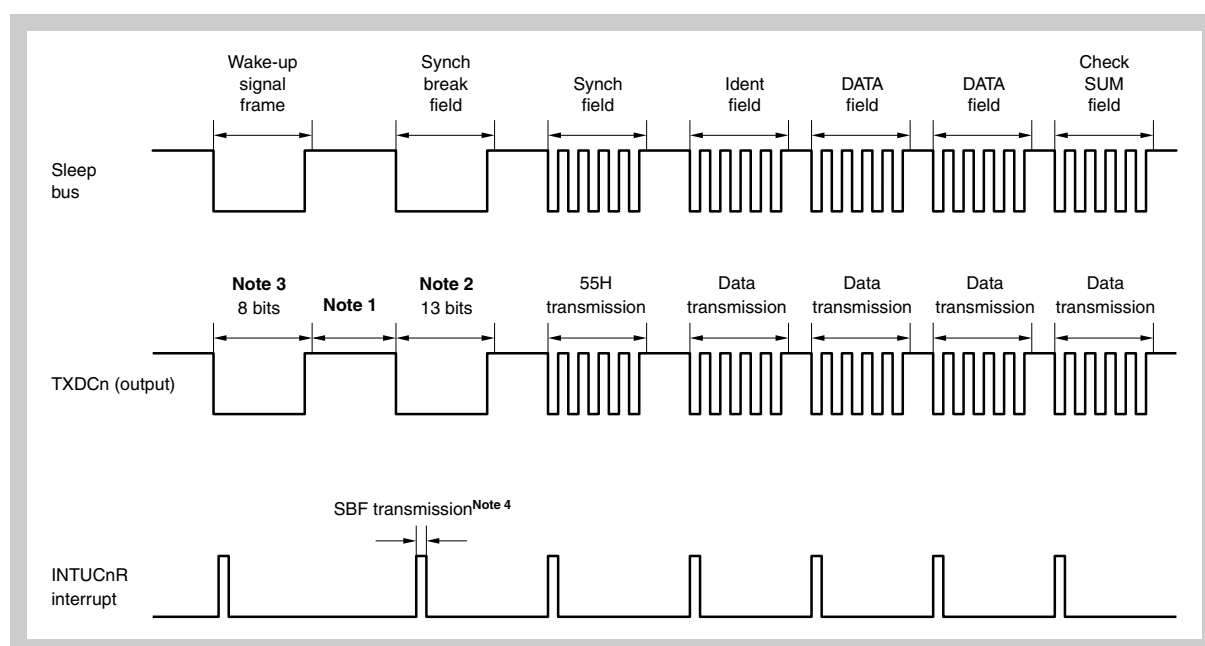 Wake-up
signal
frame
Synch
break
field
Synch
field
Ident
field
DATA
field
DATA
field
Check
SUM
field
Sleep
bus
Note 3
8 bits
Note 1
Note 2
13 bits
55H
transmission
Data
transmission
Data
transmission
Data
transmission
Data
transmission
TXDCn (output)
SBF transmissionNote 4
INTUCnR
interrupt